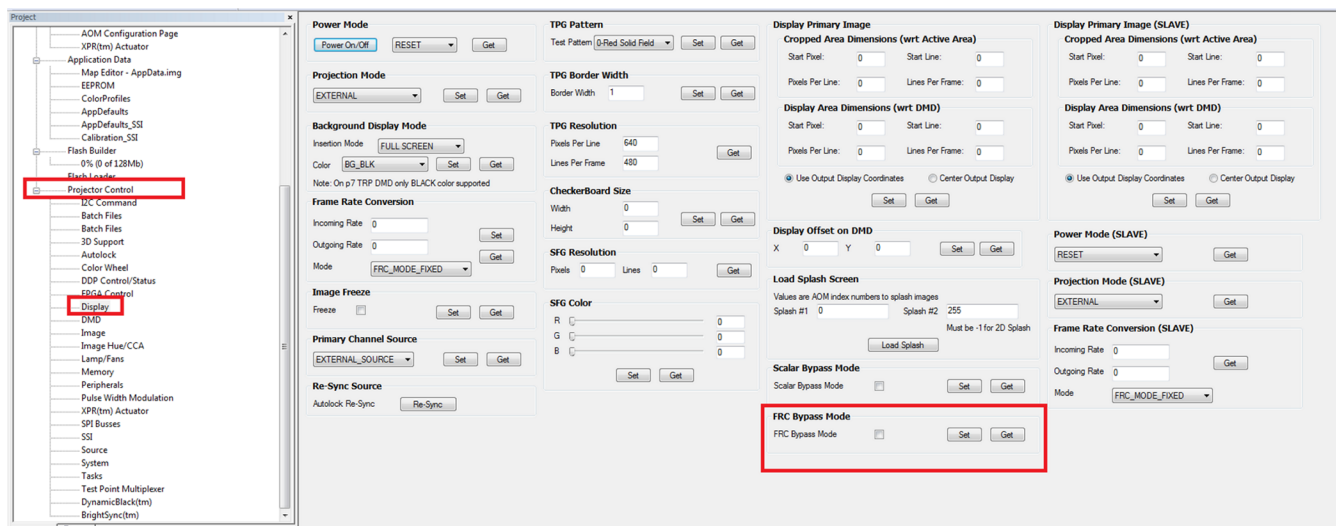 Project
x
AOM Configuration Page
XPR(tm) Actuator
Application Data
Map Editor - AppData.img
EEPROM
ColorProfiles
AppDefaults
AppDefaults_SSI
Calibration_SSI
Flash Builder
0% (0 of 128Mb)
Flash Loader
Projector Control
I2C Command
Batch Files
Batch Files
3D Support
Autolock
Color Wheel
DDP Control/Status
FPGA Control
Display
DMD
Image
Image Hue/CCA
Lamp/Fans
Memory
Peripherals
Pulse Width Modulation
XPR(tm) Actuator
SPI Busses
SSI
Source
System
Tasks
Test Point Multiplexer
DynamicBlack(tm)
BrightSync(tm)
Power Mode
Power On/Off RESET Get
Projection Mode
EXTERNAL Set Get
Background Display Mode
Insertion Mode FULL SCREEN
Color BG_BLK Set Get
Note: On p7 TRP DMD only BLACK color supported
Frame Rate Conversion
Incoming Rate 0 Set
Outgoing Rate 0 Get
Mode FRC_MODE_FIXED
Image Freeze
Freeze Set Get
Primary Channel Source
EXTERNAL_SOURCE Set Get
Re-Sync Source
Autolock Re-Sync Re-Sync
TPG Pattern
Test Pattern 0-Red Solid Field Set Get
TPG Border Width
Border Width 1 Set Get
TPG Resolution
Pixels Per Line 640 Get
Lines Per Frame 480
CheckerBoard Size
Width 0 Set Get
Height 0
SFG Resolution
Pixels 0 Lines 0 Get
SFG Color
R 0
G 0
B 0
Set Get
Display Primary Image
Cropped Area Dimensions (wrt Active Area)
Start Pixel: 0 Start Line: 0
Pixels Per Line: 0 Lines Per Frame: 0
Display Area Dimensions (wrt DMD)
Start Pixel: 0 Start Line: 0
Pixels Per Line: 0 Lines Per Frame: 0
Use Output Display Coordinates Center Output Display
Set Get
Display Offset on DMD
X 0 Y 0 Set Get
Load Splash Screen
Values are AOM index numbers to splash images
Splash #1 0 Splash #2 255
Must be -1 for 2D Splash
Load Splash
Scalar Bypass Mode
Scalar Bypass Mode Set Get
FRC Bypass Mode
FRC Bypass Mode Set Get
Display Primary Image (SLAVE)
Cropped Area Dimensions (wrt Active Area)
Start Pixel: 0 Start Line: 0
Pixels Per Line: 0 Lines Per Frame: 0
Display Area Dimensions (wrt DMD)
Start Pixel: 0 Start Line: 0
Pixels Per Line: 0 Lines Per Frame: 0
Use Output Display Coordinates Center Output Display
Set Get
Power Mode (SLAVE)
RESET Get
Projection Mode (SLAVE)
EXTERNAL Get
Frame Rate Conversion (SLAVE)
Incoming Rate 0 Get
Outgoing Rate 0
Mode FRC_MODE_FIXED